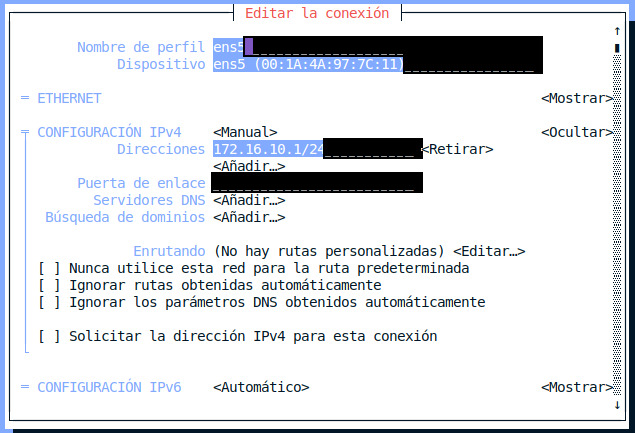 Editar la conexión
Nombre de perfil ens5
Dispositivo ens5 (00:1A:4A:97:7C:11)
= ETHERNET <Mostrar>
= CONFIGURACIÓN IPv4 <Manual> <Ocultar>
Direcciones 172.16.10.1/24 <Retirar>
<Añadir…>
Puerta de enlace
Servidores DNS <Añadir…>
Búsqueda de dominios <Añadir…>
Enrutando (No hay rutas personalizadas) <Editar…>
[ ] Nunca utilice esta red para la ruta predeterminada
[ ] Ignorar rutas obtenidas automáticamente
[ ] Ignorar los parámetros DNS obtenidos automáticamente
[ ] Solicitar la dirección IPv4 para esta conexión
= CONFIGURACIÓN IPv6 <Automático> <Mostrar>